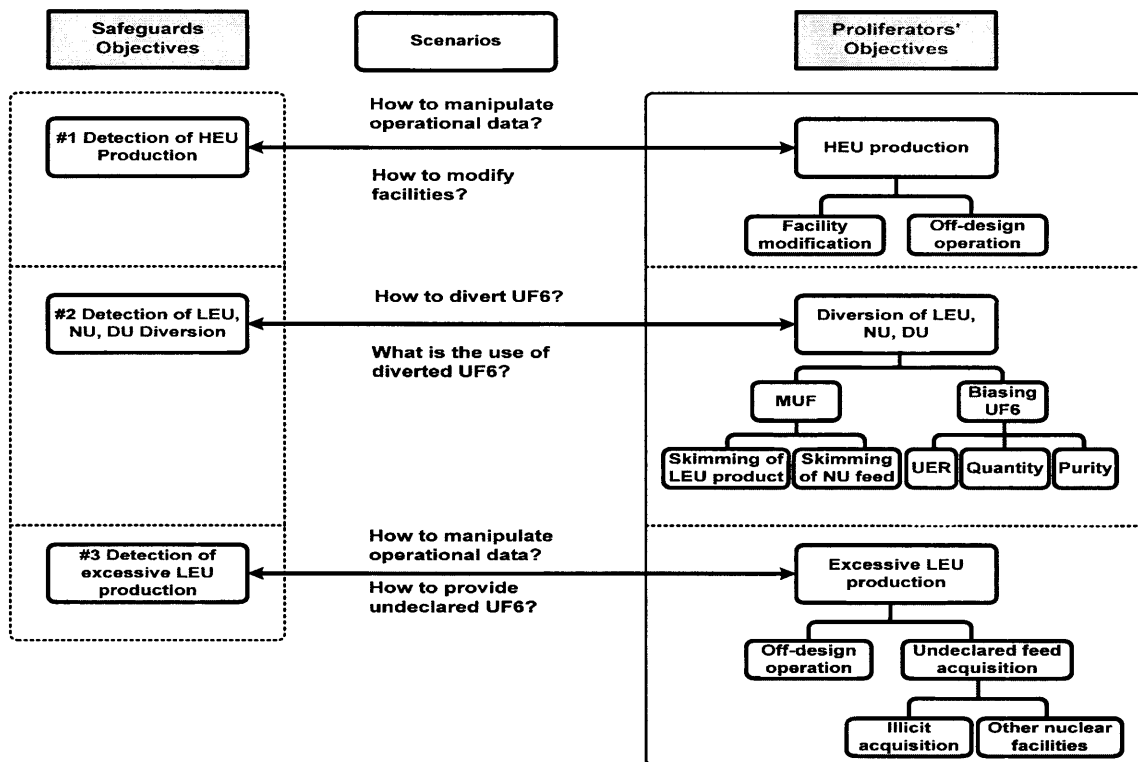 Safeguards
Objectives
Scenarios
Proliferators'
Objectives
How to manipulate
operational data?
#1 Detection of HEU
Production
HEU production
How to modify
facilities?
Facility
modification
Off-design
operation
How to divert UF6?
#2 Detection of LEU,
NU, DU Diversion
Diversion of LEU,
NU, DU
What is the use of
diverted UF6?
MUF
Biasing
UF6
Skimming of
LEU product
Skimming
of NU feed
UER
Quantity
Purity
How to manipulate
operational data?
#3 Detection of
excessive LEU
production
Excessive LEU
production
How to provide
undeclared UF6?
Off-design
operation
Undeclared feed
acquisition
Illicit
acquisition
Other nuclear
facilities